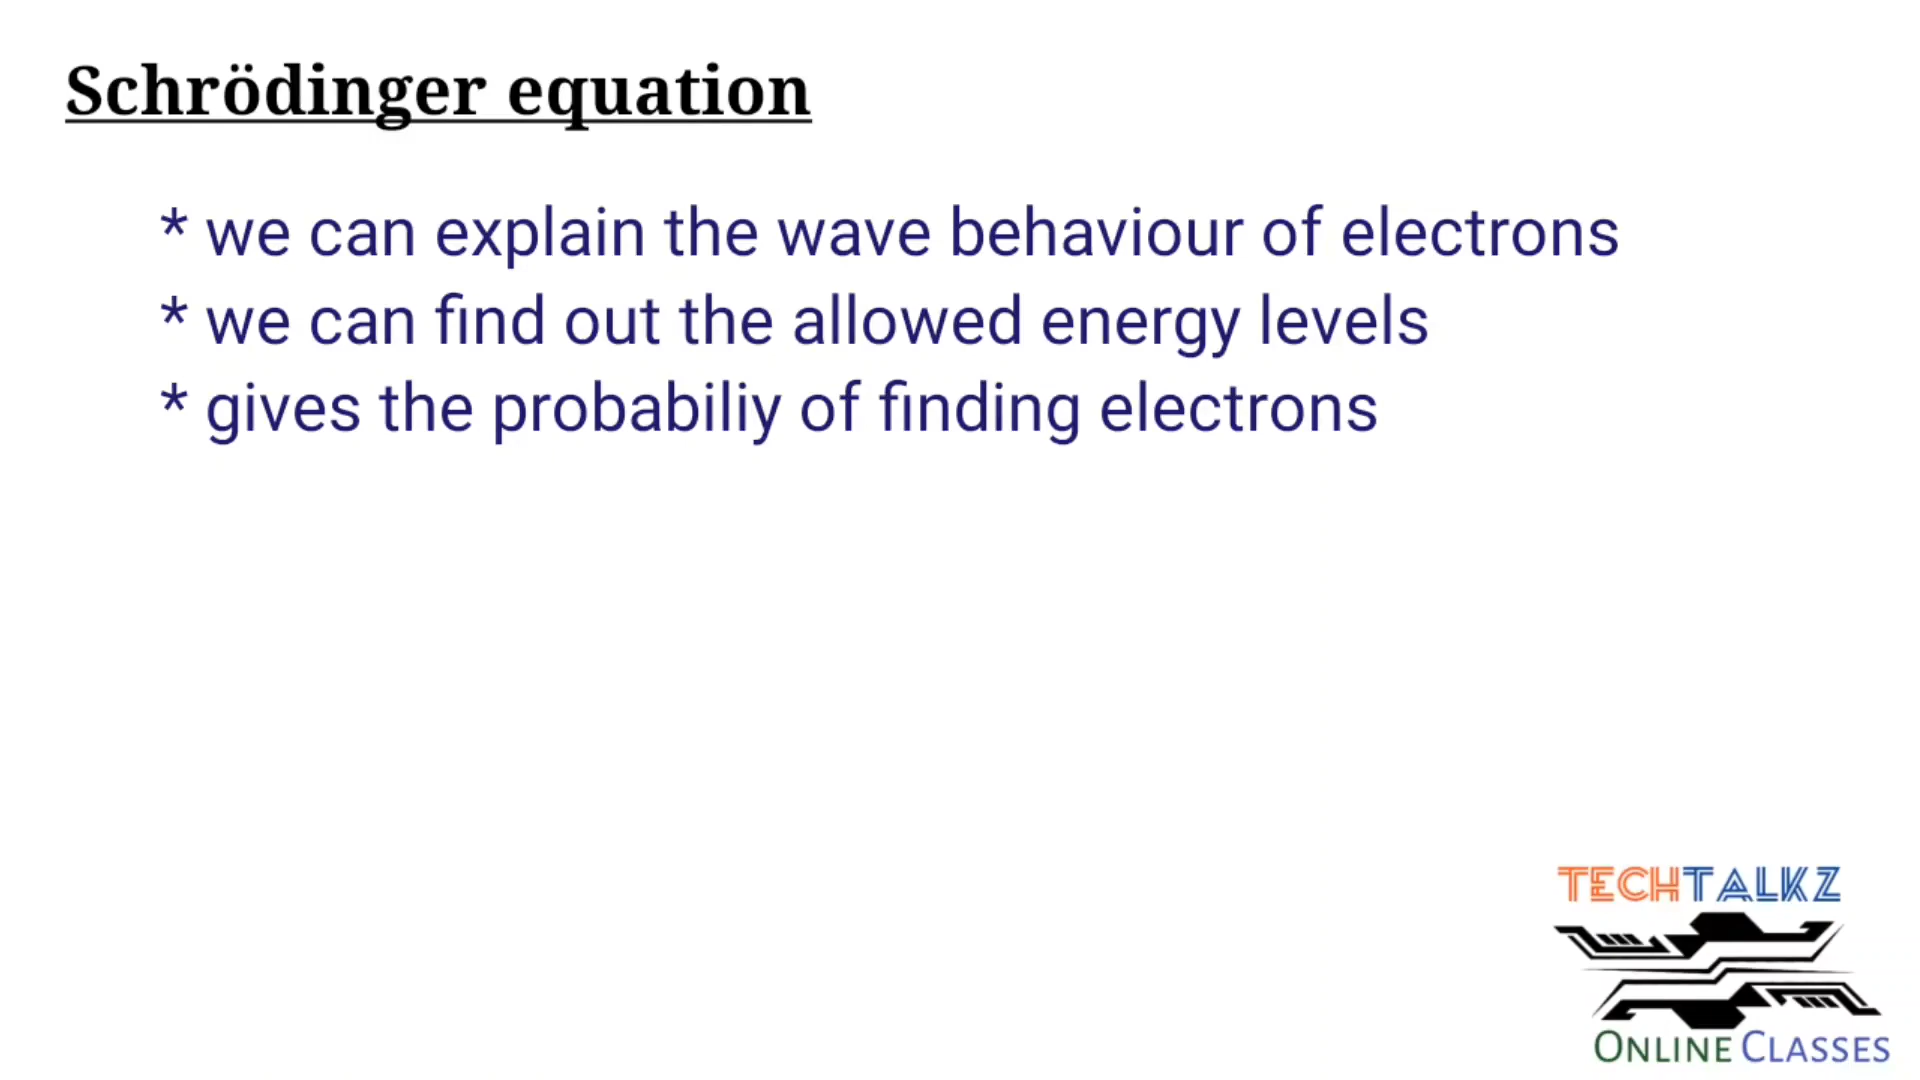 Schrödinger equation
* we can explain the wave behaviour of electrons
* we can find out the allowed energy levels
* gives the probabiliy of finding electrons
TECHTALKZ
ONLINE CLASSES